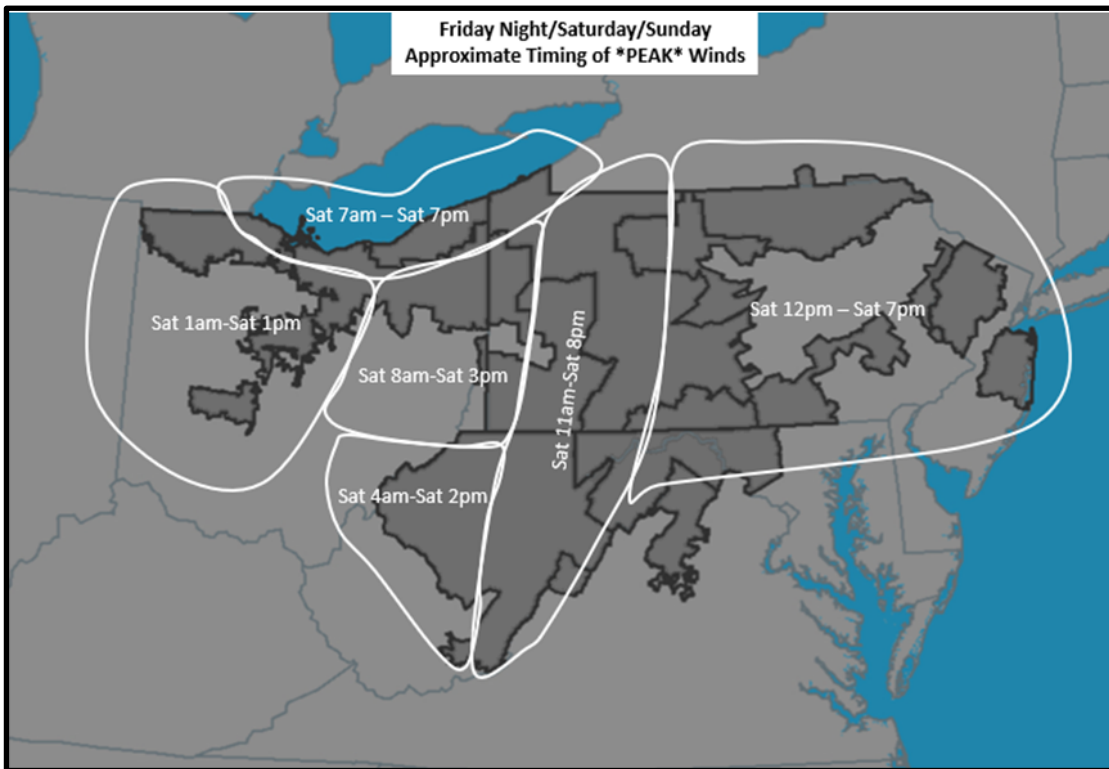 Friday Night/Saturday/Sunday
Approximate Timing of *PEAK* Winds
Sat 7am – Sat 7pm
Sat 1am-Sat 1pm
Sat 12pm – Sat 7pm
Sat 8am-Sat 3pm
Sat 11am-Sat 8pm
Sat 4am-Sat 2pm